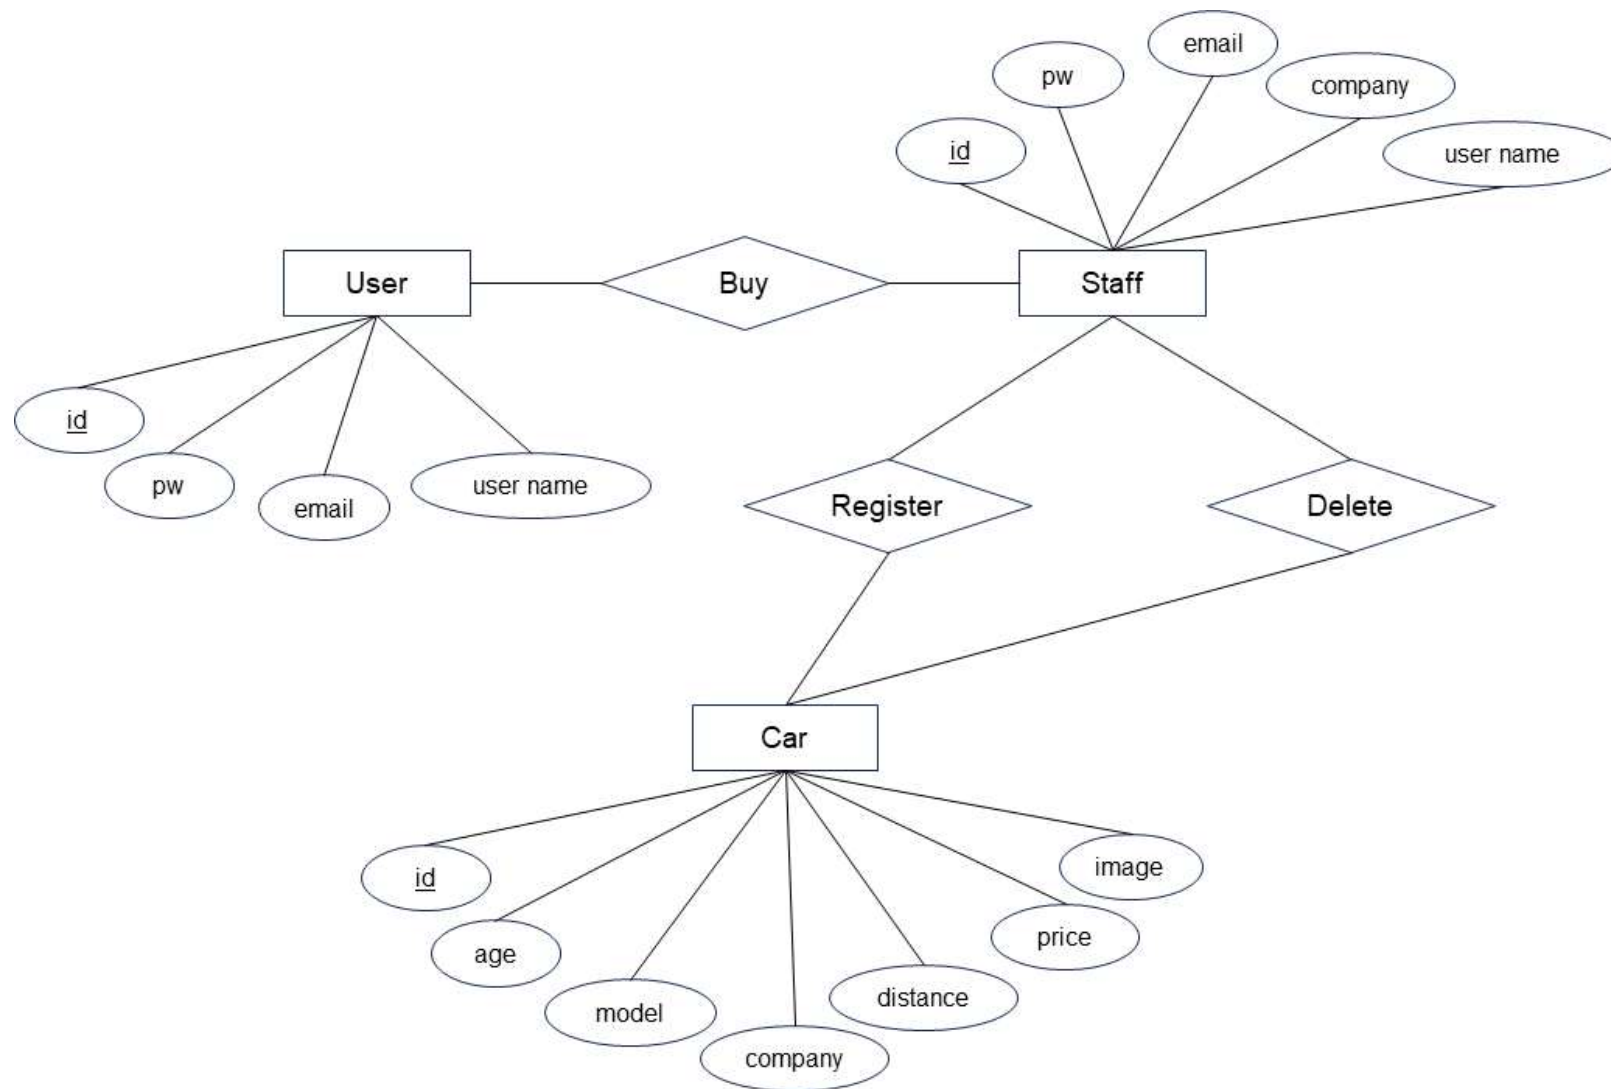 email
pw
company
id
user name
User
Buy
Staff
id
pw
email
user name
Register
Delete
Car
id
age
model
company
distance
price
image